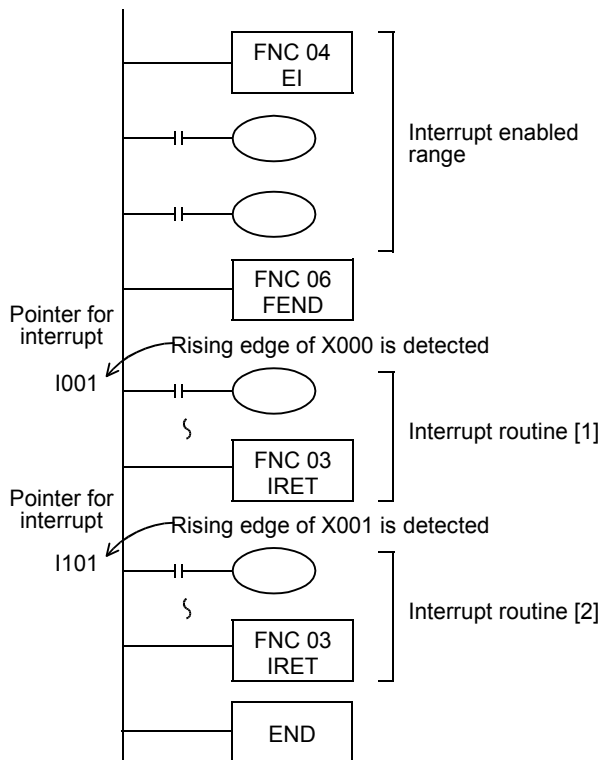 FNC 04
EI
Interrupt enabled
range
FNC 06
FEND
Pointer for
interrupt
Rising edge of X000 is detected
I001
Interrupt routine [1]
FNC 03
IRET
Pointer for
interrupt
Rising edge of X001 is detected
I101
Interrupt routine [2]
FNC 03
IRET
END